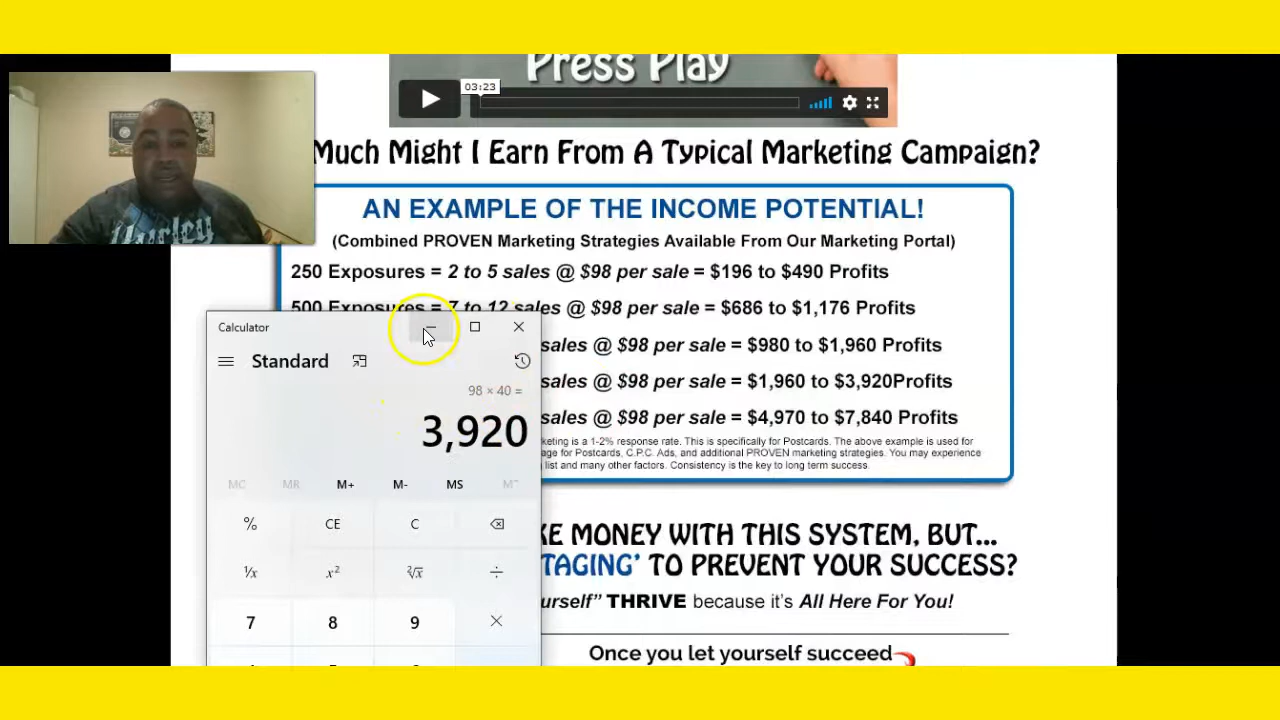 Press Play
03:23
Much Might I Earn From A Typical Marketing Campaign?
AN EXAMPLE OF THE INCOME POTENTIAL!
(Combined PROVEN Marketing Strategies Available From Our Marketing Portal)
250 Exposures = 2 to 5 sales @ $98 per sale = $196 to $490 Profits
500 Exposures = 7 to 12 sales @ $98 per sale = $686 to $1,176 Profits
sales @ $98 per sale = $980 to $1,960 Profits
sales @ $98 per sale = $1,960 to $3,920Profits
sales @ $98 per sale = $4,970 to $7,840 Profits
keting is a 1-2% response rate. This is specifically for Postcards. The above example is used for
age for Postcards, C.P.C. Ads, and additional PROVEN marketing strategies. You may experience
list and many other factors. Consistency is the key to long term success.
Calculator
Standard
98 × 40 =
3,920
MC MR M+ M- MS
% CE C
¹/x x² ²√x ÷
7 8 9 ×
KE MONEY WITH THIS SYSTEM, BUT...
TAGING’ TO PREVENT YOUR SUCCESS?
urself” THRIVE because it’s All Here For You!
Once you let yourself succeed
Harley